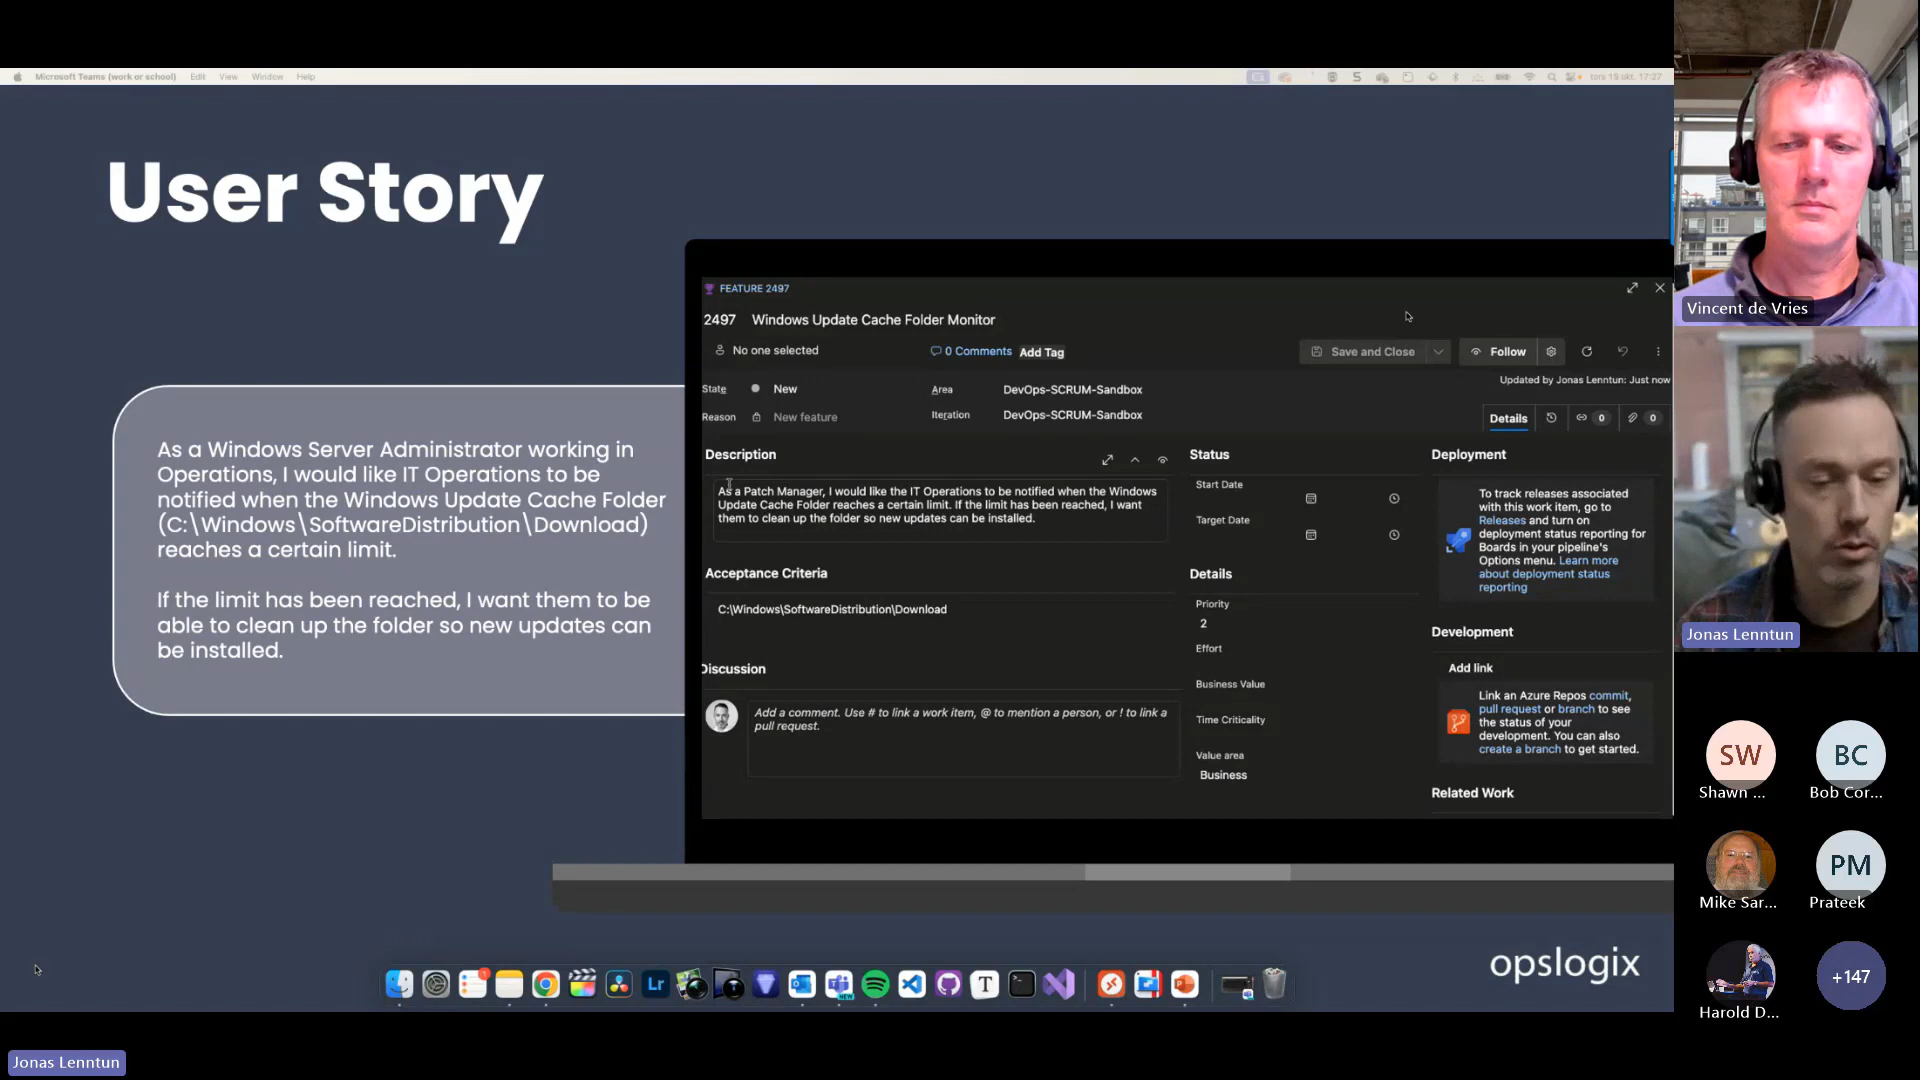 Microsoft Teams (work or school) Edit View Window Help
tors 19 okt. 17:27
User Story
As a Windows Server Administrator working in
Operations, I would like IT Operations to be
notified when the Windows Update Cache Folder
(C:\Windows\SoftwareDistribution\Download)
reaches a certain limit.
If the limit has been reached, I want them to be
able to clean up the folder so new updates can
be installed.
FEATURE 2497
2497 Windows Update Cache Folder Monitor
No one selected
0 Comments
Add Tag
Save and Close
Follow
State
New
Area
DevOps-SCRUM-Sandbox
Updated by Jonas Lenntun: Just now
Reason
New feature
Iteration
DevOps-SCRUM-Sandbox
Details
0
0
Description
As a Patch Manager, I would like the IT Operations to be notified when the Windows
Update Cache Folder reaches a certain limit. If the limit has been reached, I want
them to clean up the folder so new updates can be installed.
Acceptance Criteria
C:\Windows\SoftwareDistribution\Download
Discussion
Add a comment. Use # to link a work item, @ to mention a person, or ! to link a
pull request.
Status
Start Date
Target Date
Details
Priority
2
Effort
Business Value
Time Criticality
Value area
Business
Deployment
To track releases associated
with this work item, go to
Releases and turn on
deployment status reporting for
Boards in your pipeline's
Options menu. Learn more
about deployment status
reporting
Development
Add link
Link an Azure Repos commit,
pull request or branch to see
the status of your
development. You can also
create a branch to get started.
Related Work
opslogix
1
Lr
NEW
T
Vincent de Vries
Jonas Lenntun
SW
Shawn ...
BC
Bob Cor...
Mike Sar...
PM
Prateek
Harold D...
+147
Jonas Lenntun